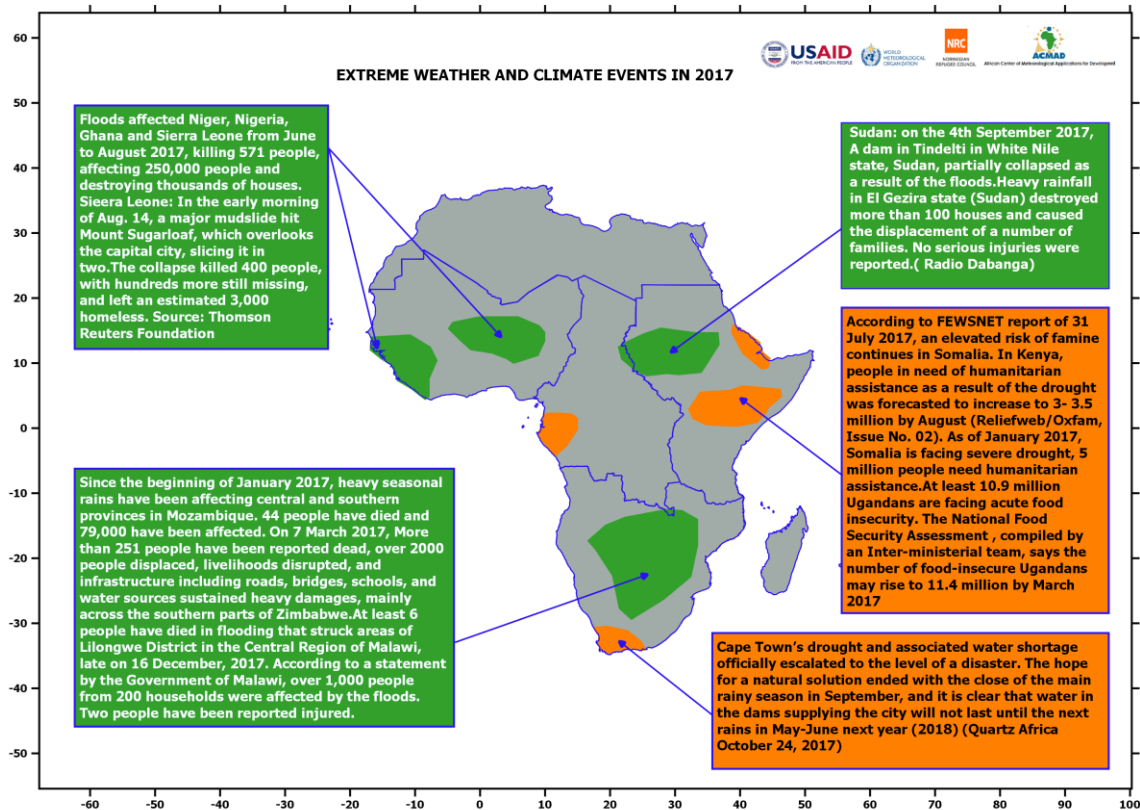 USAID
FROM THE AMERICAN PEOPLE
WORLD
METEOROLOGICAL
ORGANIZATION
NRC
NORWEGIAN
REFUGEE COUNCIL
ACMAD
African Center of Meteorological Applications for Development
EXTREME WEATHER AND CLIMATE EVENTS IN 2017
Floods affected Niger, Nigeria,
Ghana and Sierra Leone from June
to August 2017, killing 571 people,
affecting 250,000 people and
destroying thousands of houses.
Sieera Leone: In the early morning
of Aug. 14, a major mudslide hit
Mount Sugarloaf, which overlooks
the capital city, slicing it in
two.The collapse killed 400 people,
with hundreds more still missing,
and left an estimated 3,000
homeless. Source: Thomson
Reuters Foundation
Sudan: on the 4th September 2017,
A dam in Tindelti in White Nile
state, Sudan, partially collapsed as
a result of the floods.Heavy rainfall
in El Gezira state (Sudan) destroyed
more than 100 houses and caused
the displacement of a number of
families. No serious injuries were
reported.( Radio Dabanga)
According to FEWSNET report of 31
July 2017, an elevated risk of famine
continues in Somalia. In Kenya,
people in need of humanitarian
assistance as a result of the drought
was forecasted to increase to 3- 3.5
million by August (Reliefweb/Oxfam,
Issue No. 02). As of January 2017,
Somalia is facing severe drought, 5
million people need humanitarian
assistance.At least 10.9 million
Ugandans are facing acute food
insecurity. The National Food
Security Assessment , compiled by
an Inter-ministerial team, says the
number of food-insecure Ugandans
may rise to 11.4 million by March
2017
Since the beginning of January 2017, heavy seasonal
rains have been affecting central and southern
provinces in Mozambique. 44 people have died and
79,000 have been affected. On 7 March 2017, More
than 251 people have been reported dead, over 2000
people displaced, livelihoods disrupted, and
infrastructure including roads, bridges, schools, and
water sources sustained heavy damages, mainly
across the southern parts of Zimbabwe.At least 6
people have died in flooding that struck areas of
Lilongwe District in the Central Region of Malawi,
late on 16 December, 2017. According to a statement
by the Government of Malawi, over 1,000 people
from 200 households were affected by the floods.
Two people have been reported injured.
Cape Town's drought and associated water shortage
officially escalated to the level of a disaster. The hope
for a natural solution ended with the close of the main
rainy season in September, and it is clear that water in
the dams supplying the city will not last until the next
rains in May-June next year (2018) (Quartz Africa
October 24, 2017)
60
50
40
30
20
10
0
-10
-20
-30
-40
-50
-60 -50 -40 -30 -20 -10 0 10 20 30 40 50 60 70 80 90 100